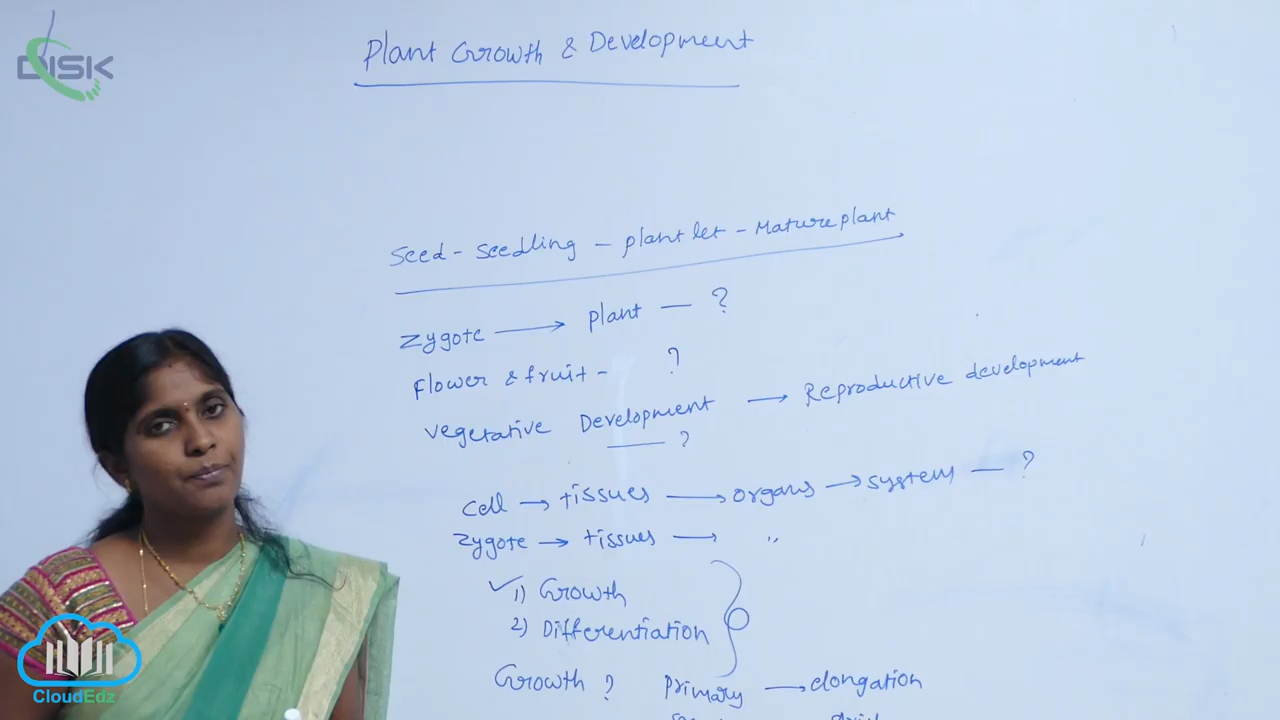 DISK
Plant Growth & Development
Seed - Seedling - plant let - Mature plant
Zygote → plant — ?
Flower & fruit - ?
vegetative Development → Reproductive development
— ?
Cell → tissues → organs → systems — ?
Zygote → tissues → "
✓ 1) Growth
2) Differentiation
Growth ? Primary → elongation
CloudEdz